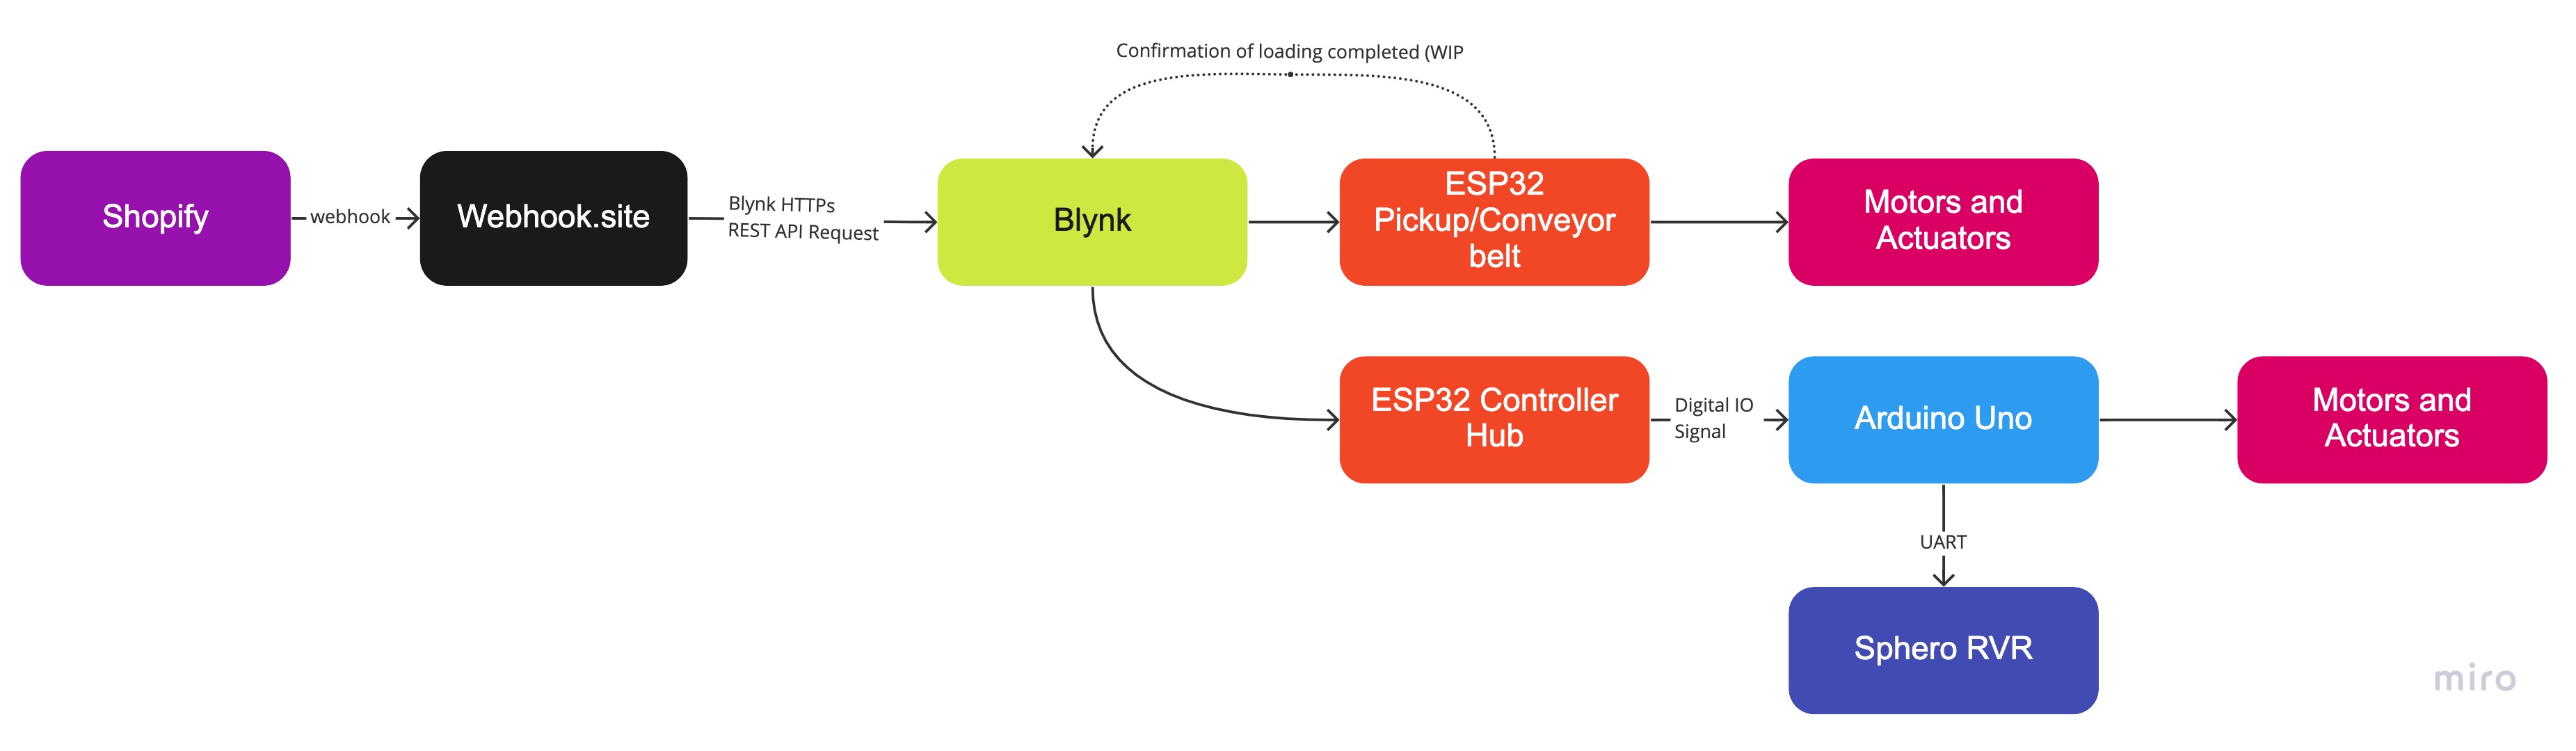 Confirmation of loading completed (WIP
Shopify
webhook
Webhook.site
Blynk HTTPs
REST API Request
Blynk
ESP32
Pickup/Conveyor
belt
Motors and
Actuators
ESP32 Controller
Hub
Digital IO
Signal
Arduino Uno
Motors and
Actuators
UART
Sphero RVR
miro